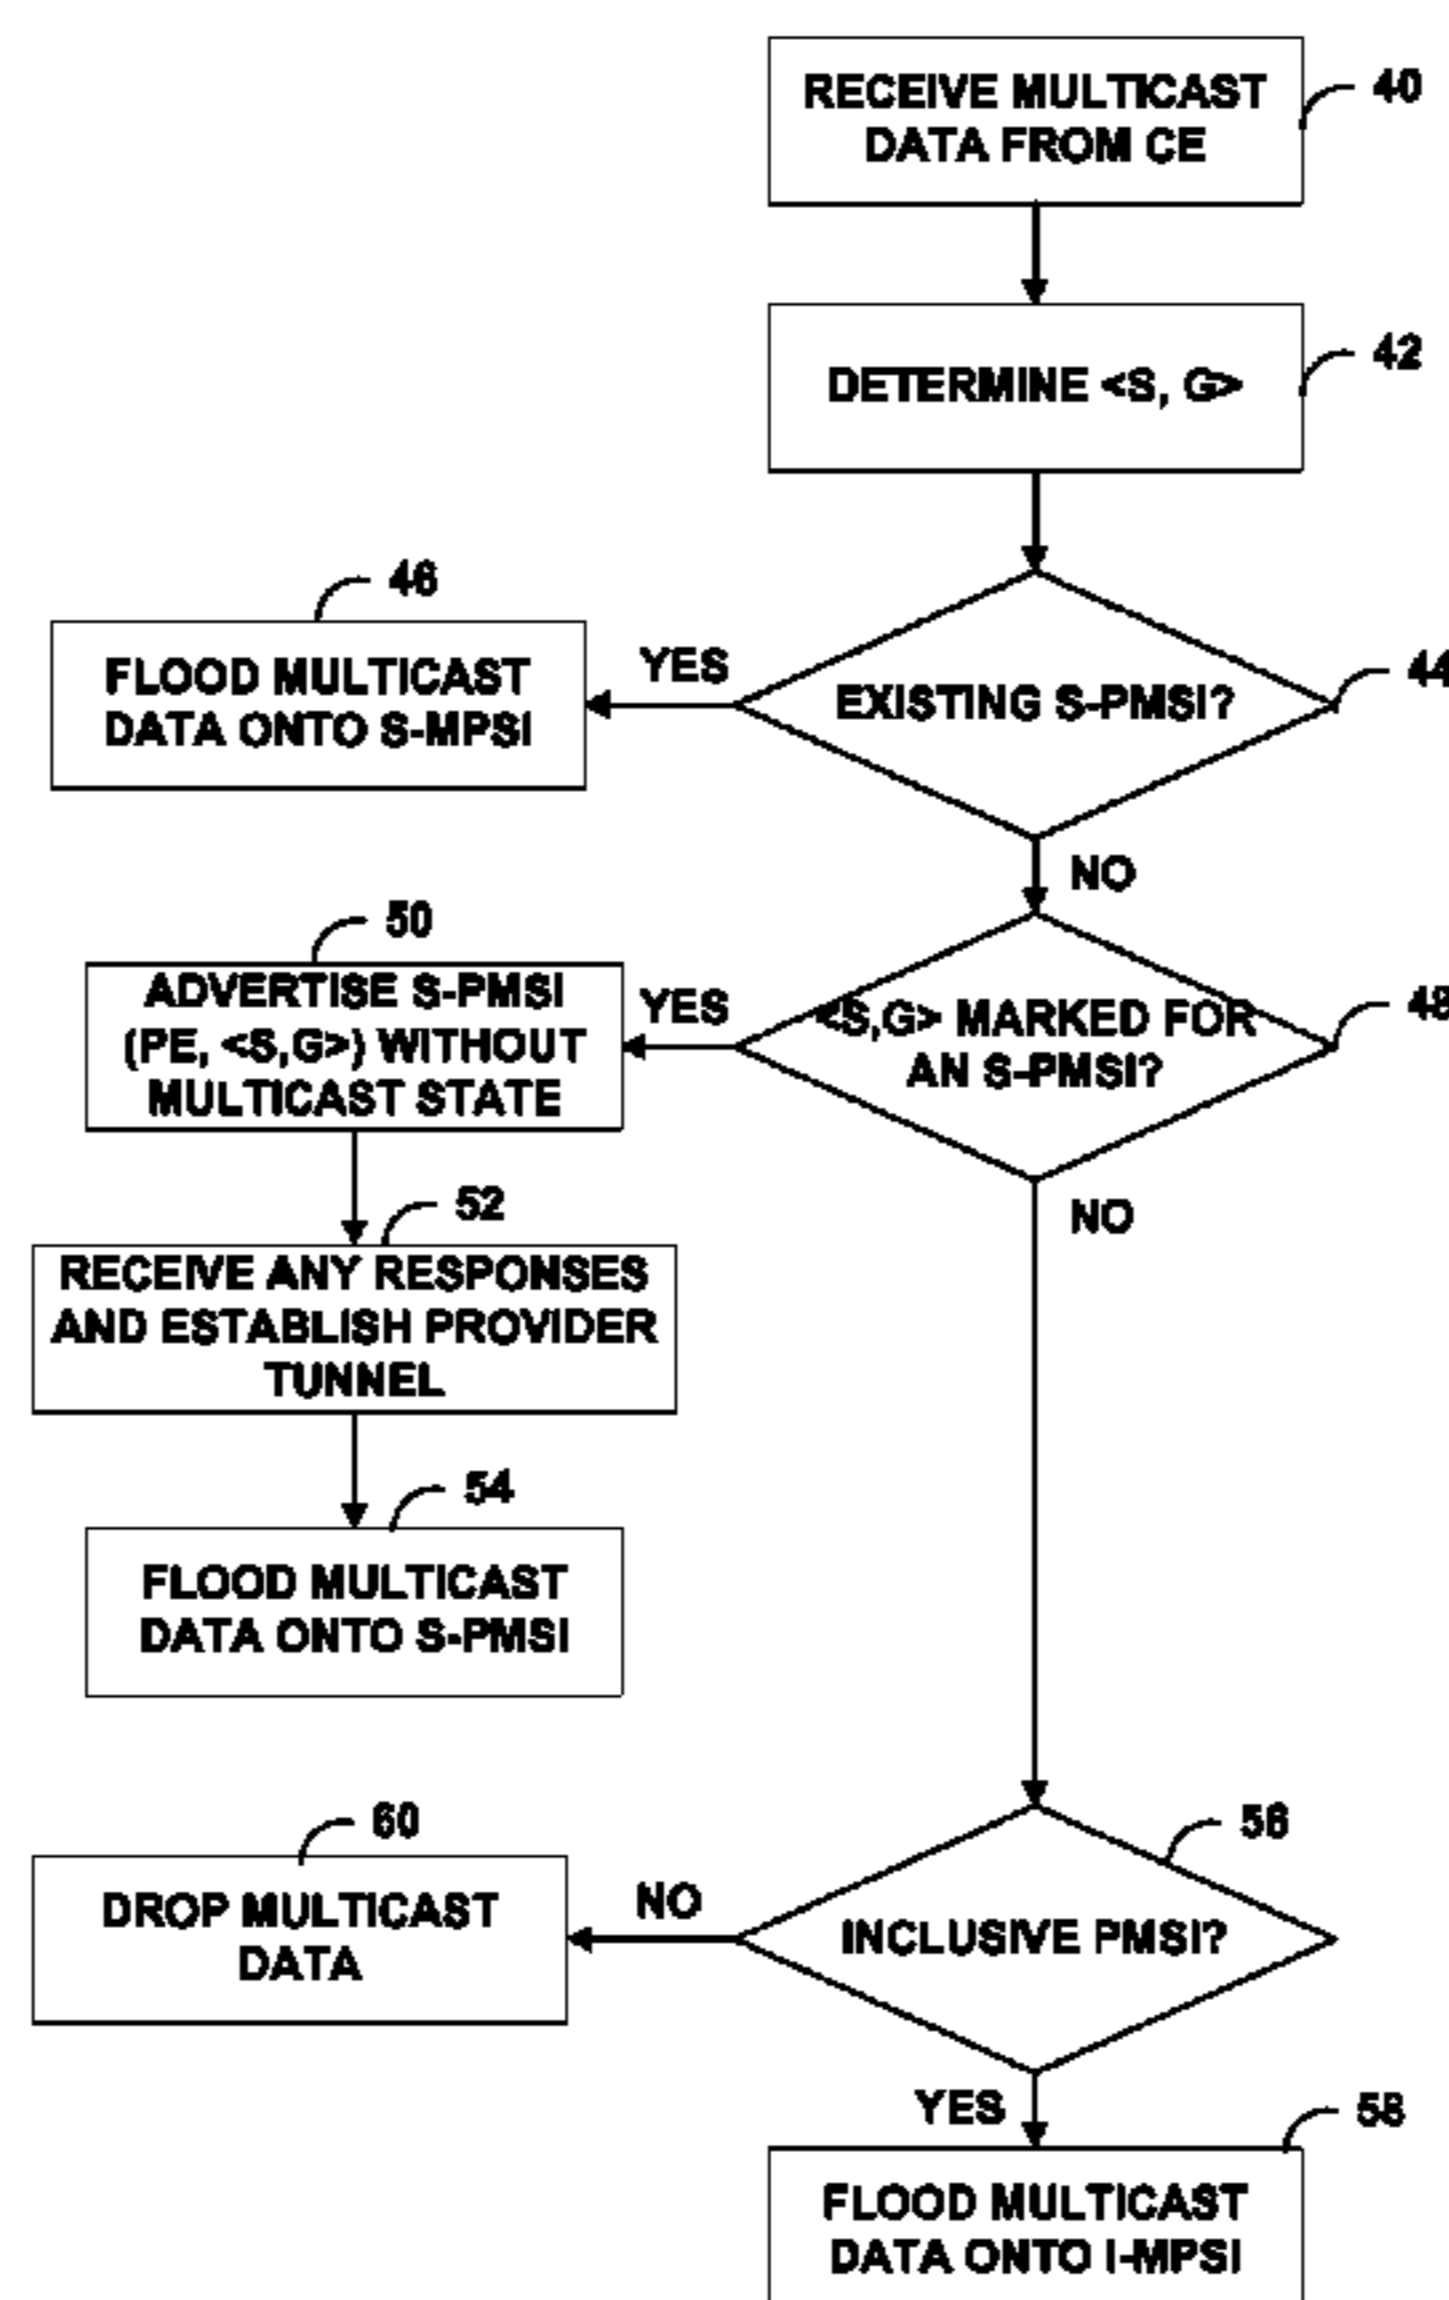 RECEIVE MULTICAST
DATA FROM CE
40
DETERMINE <S, G>
42
EXISTING S-PMSI?
44
YES
46
FLOOD MULTICAST
DATA ONTO S-MPSI
NO
<S,G> MARKED FOR
AN S-PMSI?
48
YES
50
ADVERTISE S-PMSI
(PE, <S,G>) WITHOUT
MULTICAST STATE
52
RECEIVE ANY RESPONSES
AND ESTABLISH PROVIDER
TUNNEL
54
FLOOD MULTICAST
DATA ONTO S-PMSI
NO
56
INCLUSIVE PMSI?
NO
60
DROP MULTICAST
DATA
YES
58
FLOOD MULTICAST
DATA ONTO I-MPSI